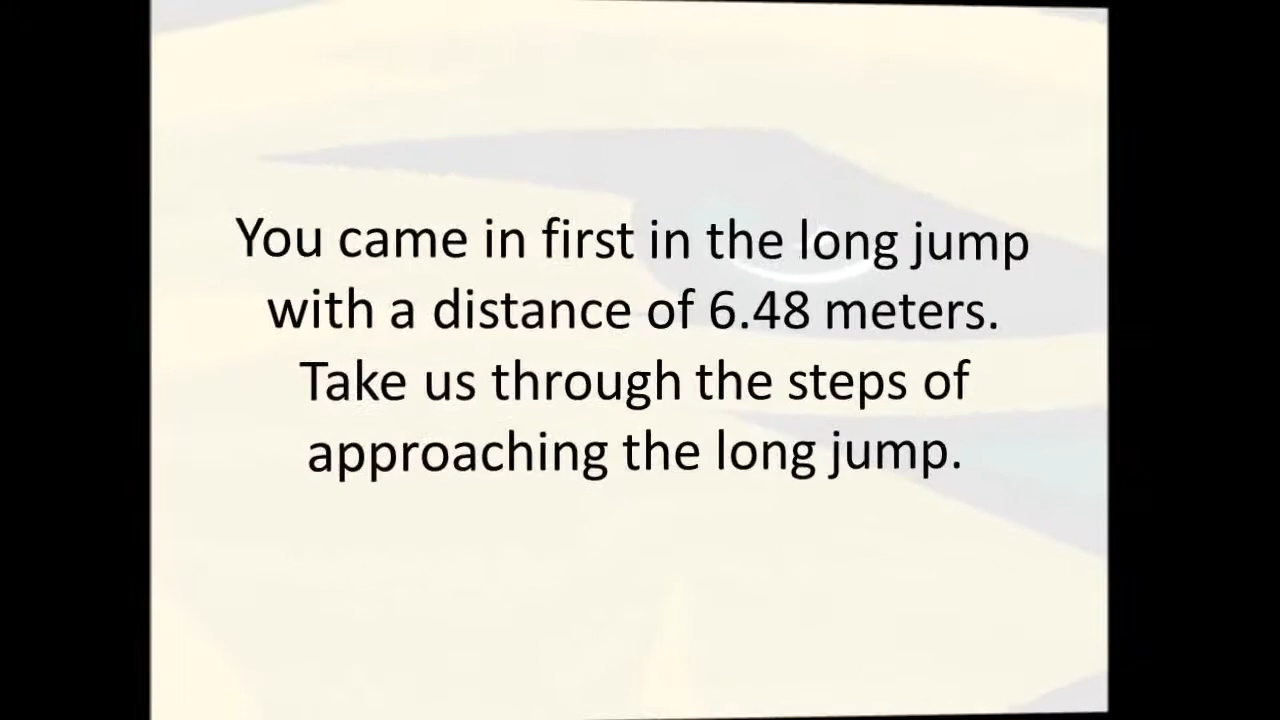 You came in first in the long jump
with a distance of 6.48 meters.
Take us through the steps of
approaching the long jump.